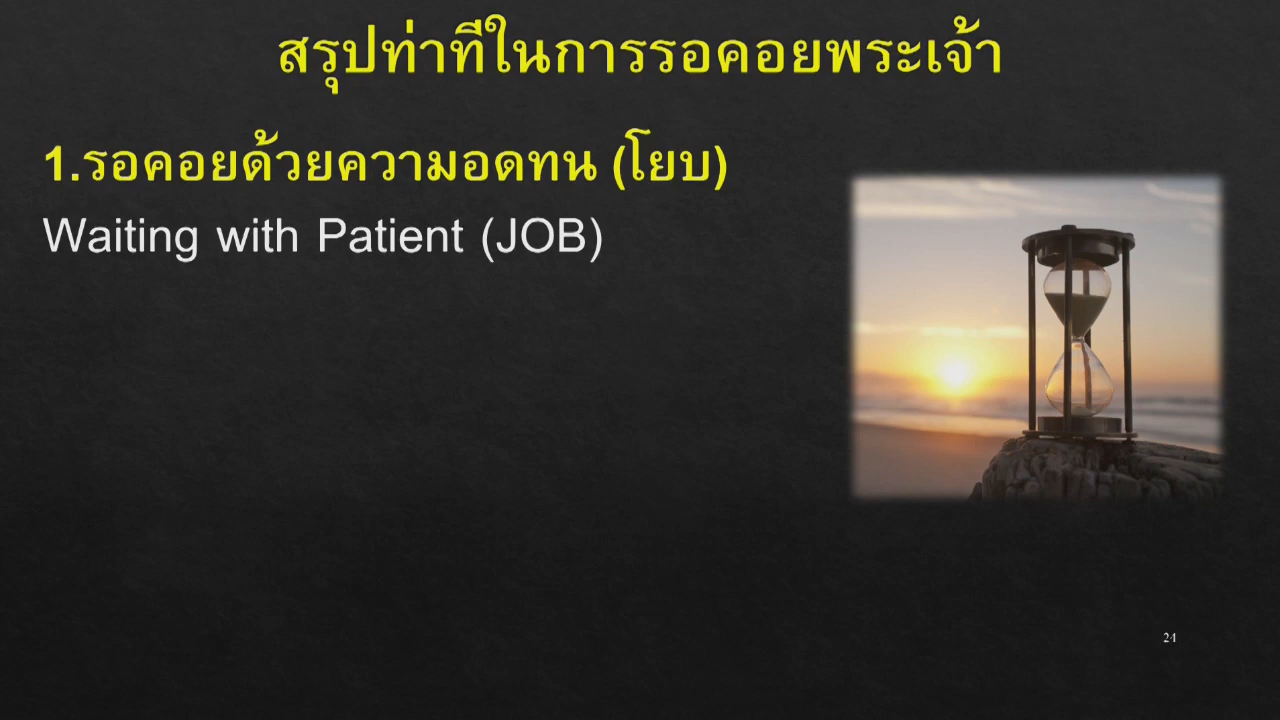 สรุปท่าทีในการรอคอยพระเจ้า
1.รอคอยด้วยความอดทน (โยบ)
Waiting with Patient (JOB)
24